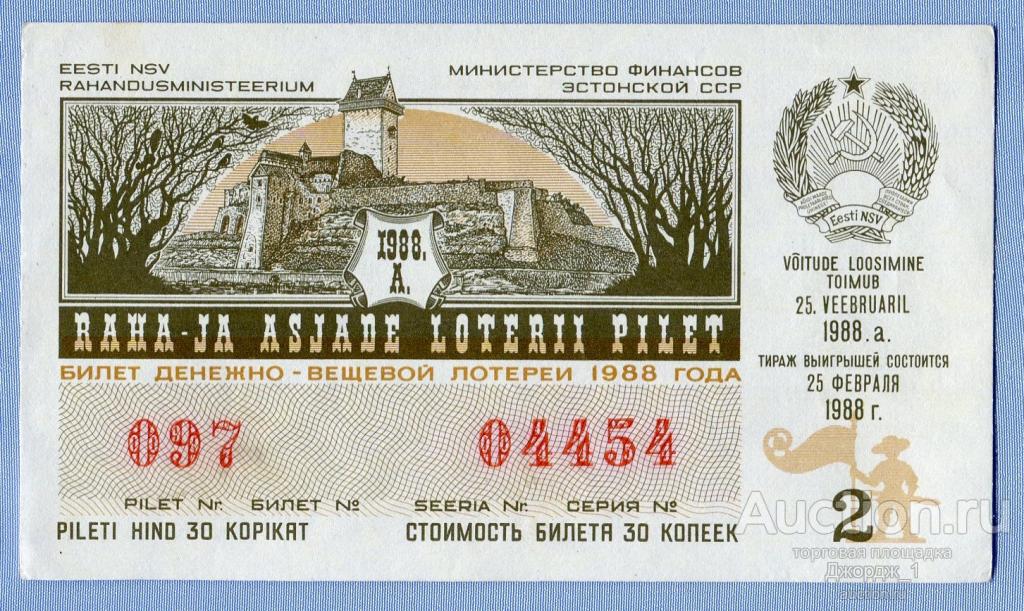 EESTI NSV
RAHANDUSMINISTEERIUM
МИНИСТЕРСТВО ФИНАНСОВ
ЭСТОНСКОЙ ССР
1988.
A.
RAHA-JA ASJADE LOTERII PILET
БИЛЕТ ДЕНЕЖНО-ВЕЩЕВОЙ ЛОТЕРЕИ 1988 ГОДА
097 04454
PILET Nr. БИЛЕТ № SEERIA Nr. СЕРИЯ №
PILETI HIND 30 KOPIKAT СТОИМОСТЬ БИЛЕТА 30 КОПЕЕК
Eesti NSV
VÕITUDE LOOSIMINE
TOIMUB
25. VEEBRUARIL
1988.a.
ТИРАЖ ВЫИГРЫШЕЙ СОСТОИТСЯ
25 ФЕВРАЛЯ
1988 г.
2
Auction.ru
торговая площадка
Джордж_1
auction.ru